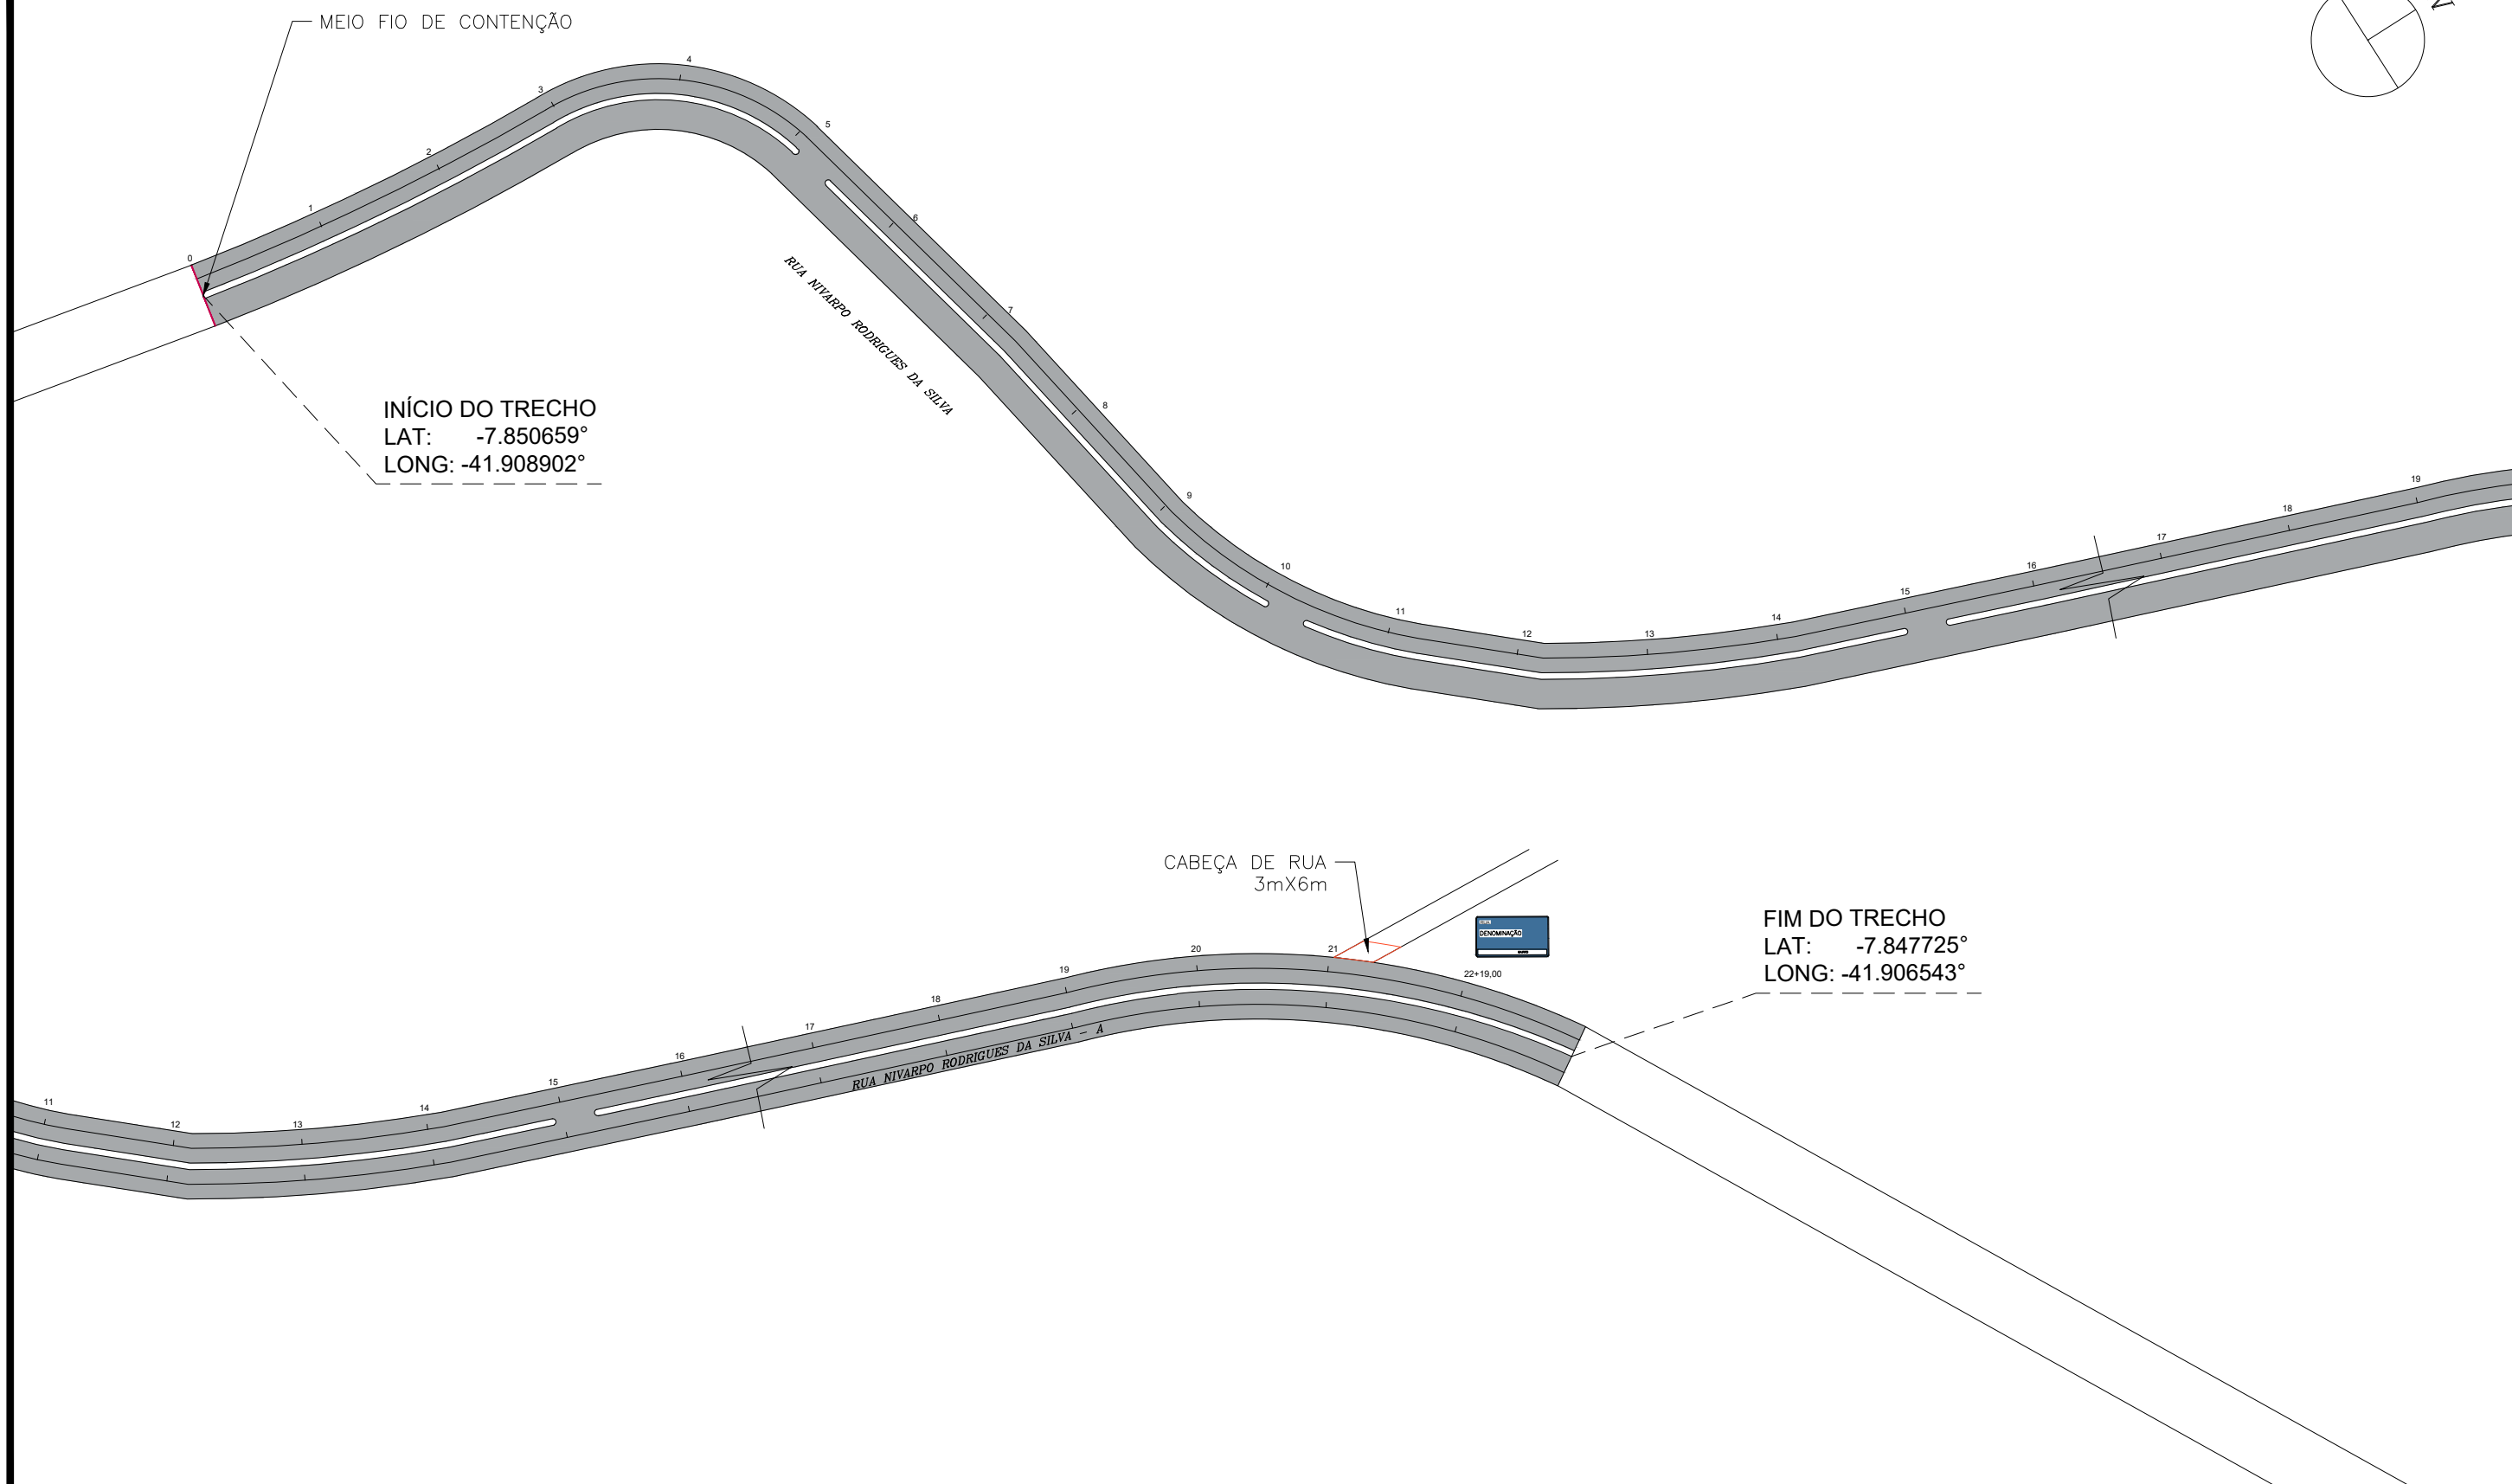 MEIO FIO DE CONTENÇÃO
N
4
3
5
2
1
6
0
RUA NIVARPO RODRIGUES DA SILVA
7
INÍCIO DO TRECHO
LAT: -7.850659°
LONG: -41.908902°
8
9
10
11
12
13
14
15
16
17
18
19
CABEÇA DE RUA
3mX6m
DENOMINAÇÃO
FIM DO TRECHO
LAT: -7.847725°
LONG: -41.906543°
11
12
13
14
15
16
17
18
19
20
21
22+19,00
RUA NIVARPO RODRIGUES DA SILVA - A